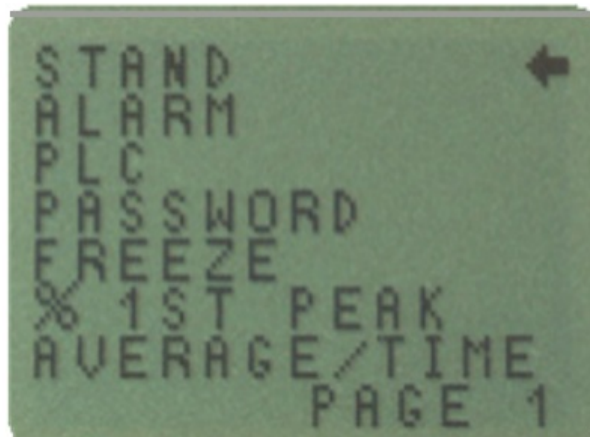 STAND
ALARM
PLC
PASSWORD
FREEZE
% 1ST PEAK
AVERAGE/TIME
PAGE 1